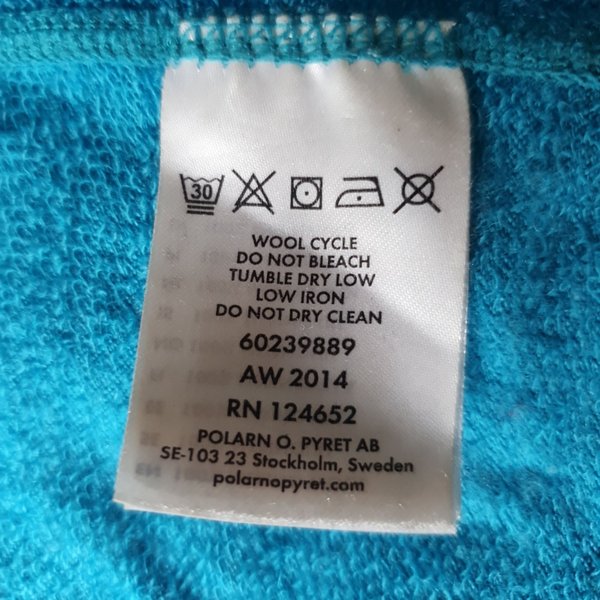 30
WOOL CYCLE
DO NOT BLEACH
TUMBLE DRY LOW
LOW IRON
DO NOT DRY CLEAN
60239889
AW 2014
RN 124652
POLARN O. PYRET AB
SE-103 23 Stockholm, Sweden
polarnopyret.com